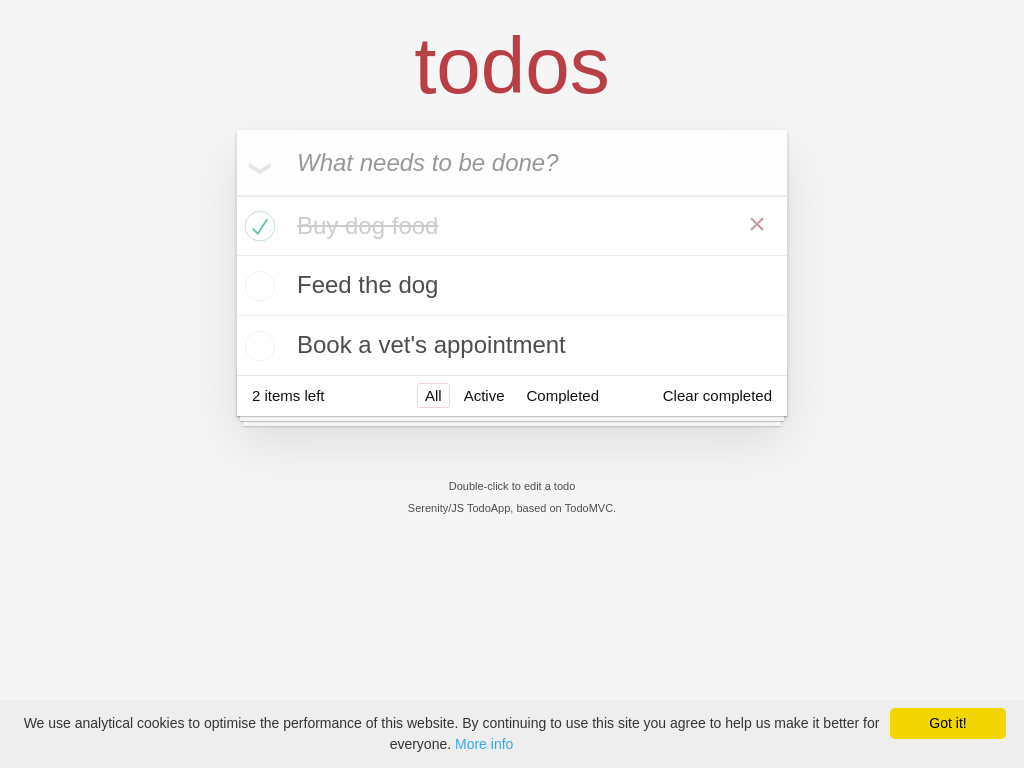 todos
What needs to be done?
Buy dog food
Feed the dog
Book a vet's appointment
2 items left All Active Completed Clear completed
Double-click to edit a todo
Serenity/JS TodoApp, based on TodoMVC.
We use analytical cookies to optimise the performance of this website. By continuing to use this site you agree to help us make it better for
everyone. More info
Got it!